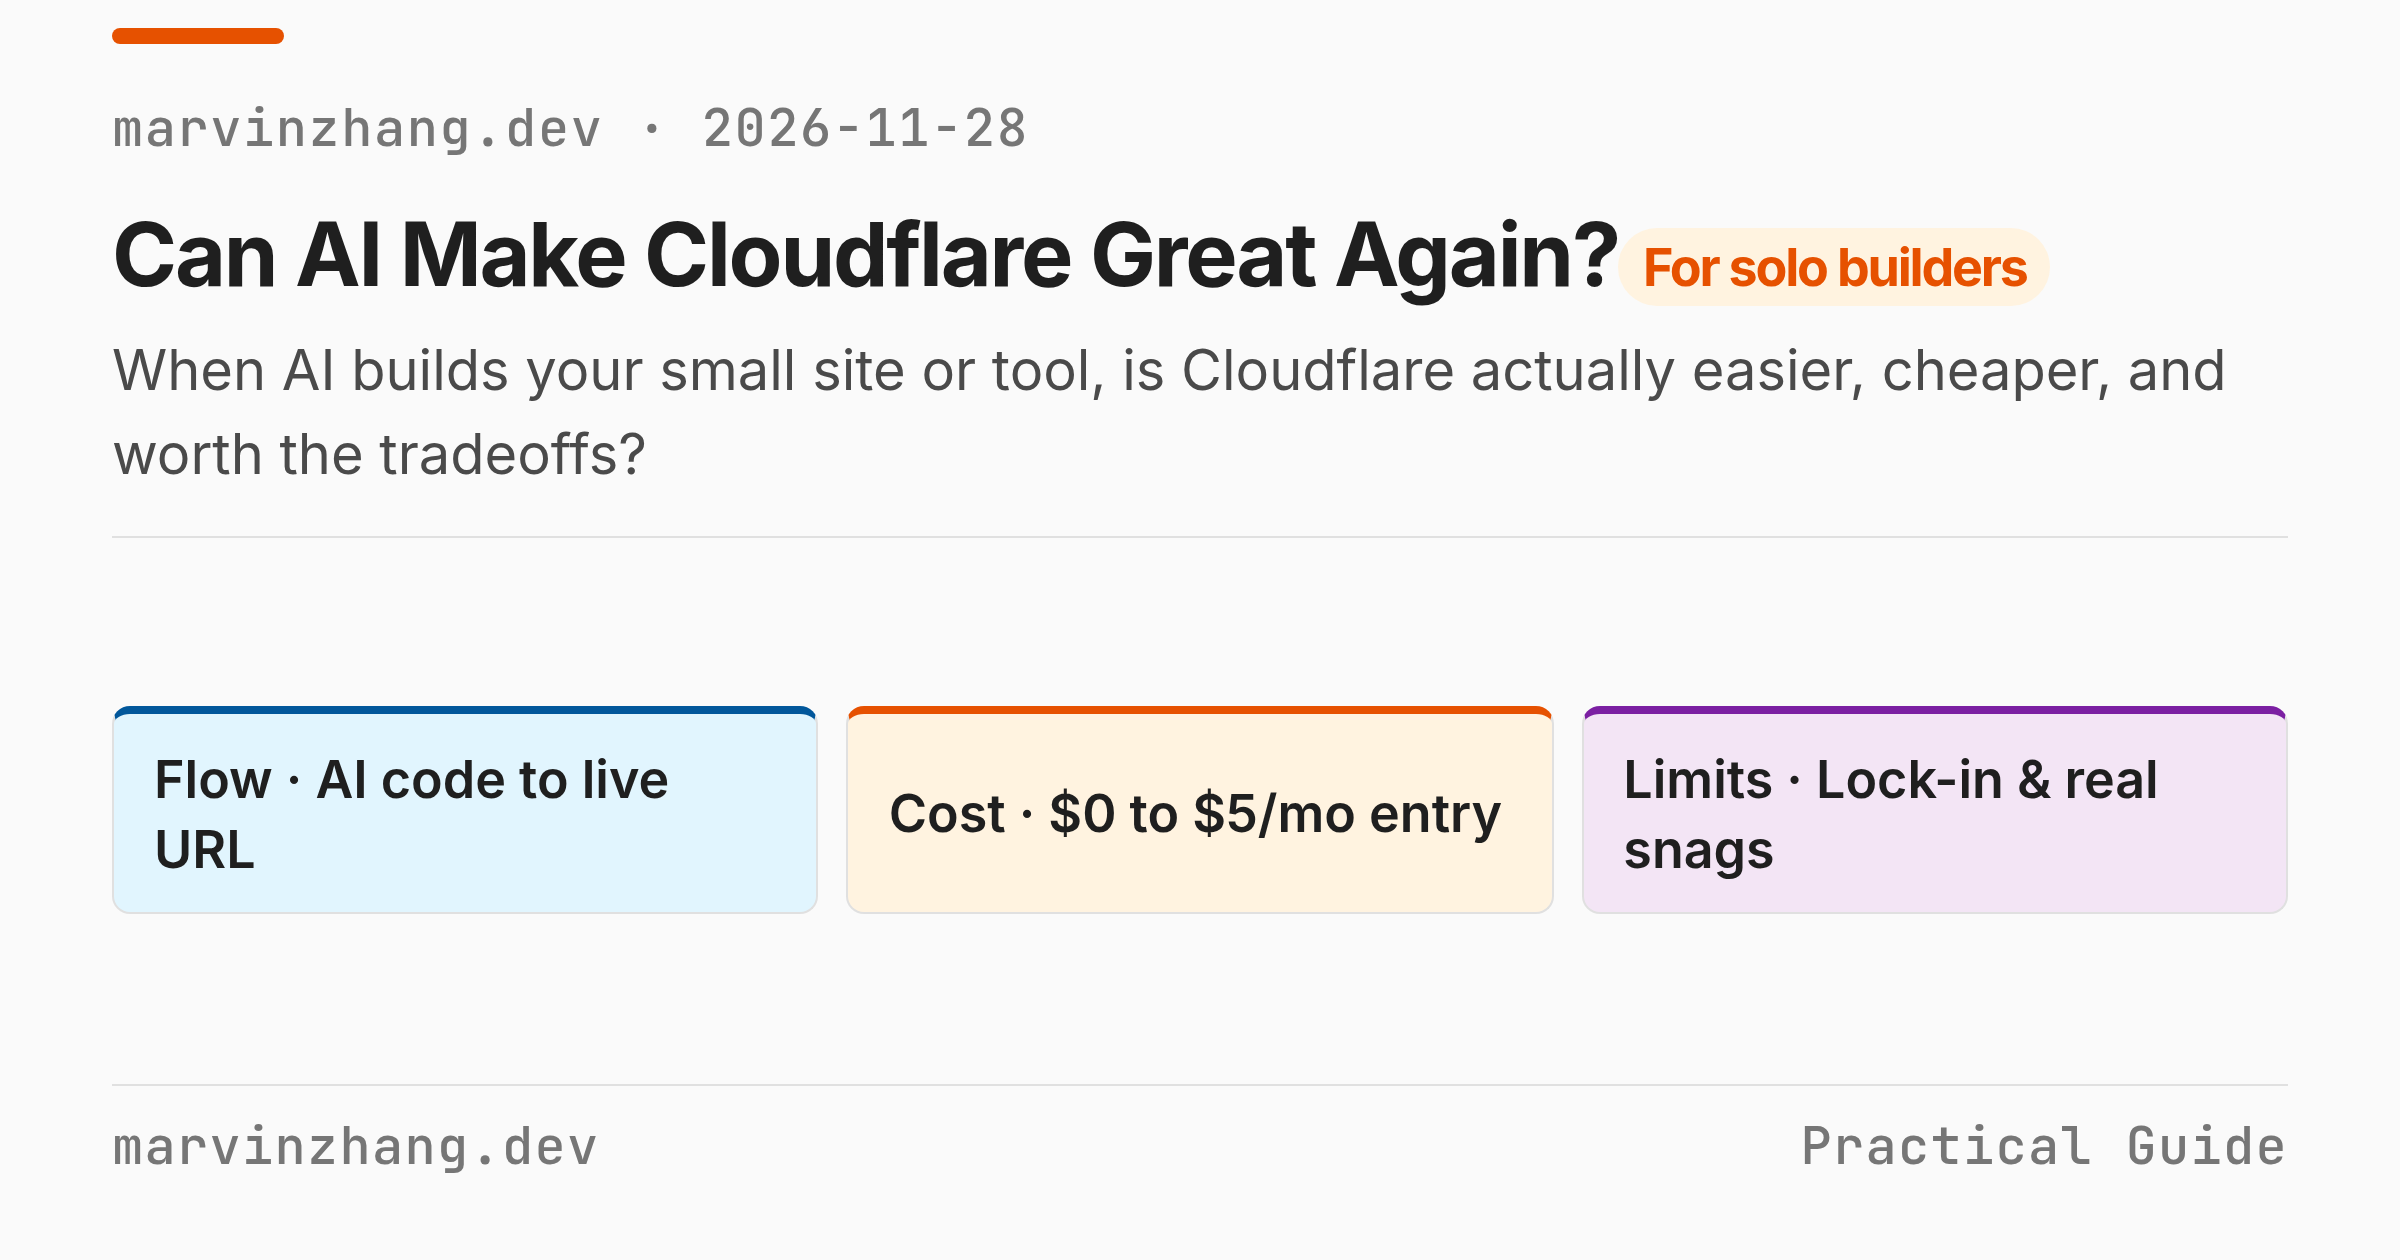 marvinzhang.dev · 2026-11-28
Can AI Make Cloudflare Great Again? For solo builders
When AI builds your small site or tool, is Cloudflare actually easier, cheaper, and
worth the tradeoffs?
Flow · AI code to live
URL
Cost · $0 to $5/mo entry
Limits · Lock-in & real
snags
marvinzhang.dev
Practical Guide